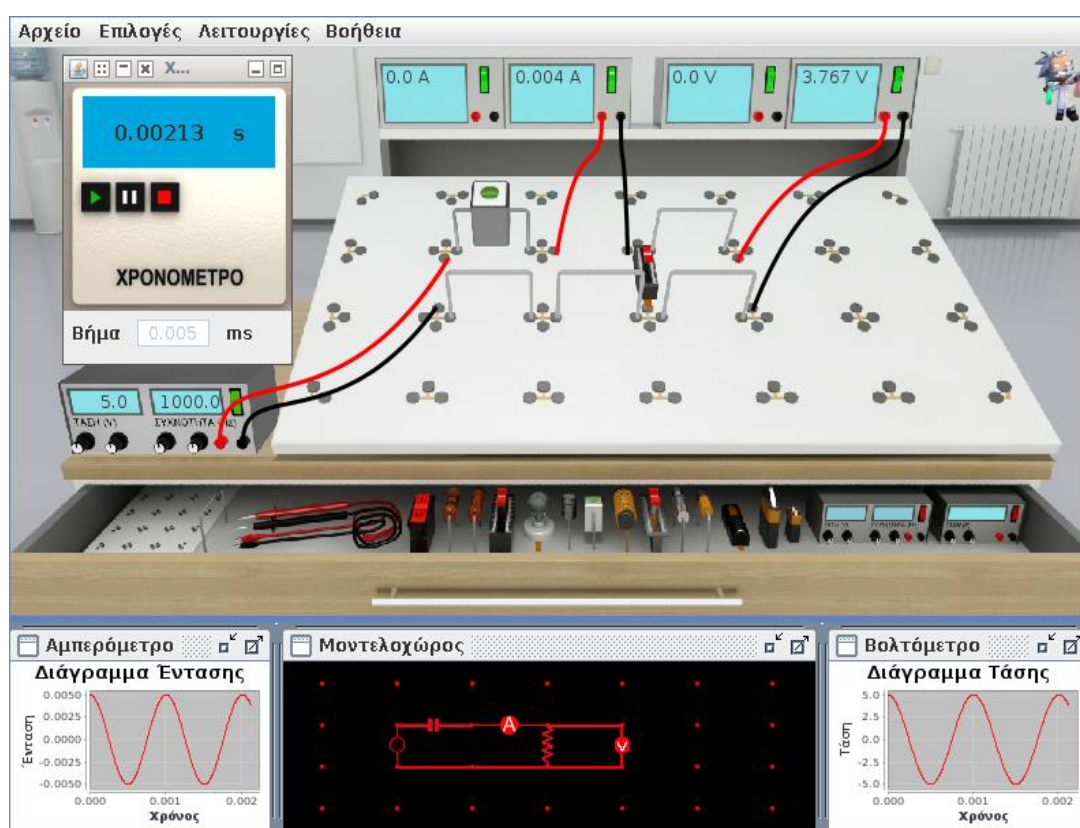 Αρχείο Επιλογές Λειτουργίες Βοήθεια
X...
0.00213 s
ΧΡΟΝΟΜΕΤΡΟ
Βήμα 0.005 ms
0.0 A
0.004 A
0.0 V
3.767 V
5.0 1000.0
ΤΑΣΗ (V) ΣΥΧΝΟΤΗΤΑ (Hz)
Αμπερόμετρο
Διάγραμμα Έντασης
Ένταση
0.0050
0.0025
0.0000
-0.0025
-0.0050
0.000 0.001 0.002
Χρόνος
Μοντελοχώρος
A
V
Βολτόμετρο
Διάγραμμα Τάσης
Τάση
5.0
2.5
0.0
-2.5
-5.0
0.000 0.001 0.002
Χρόνος